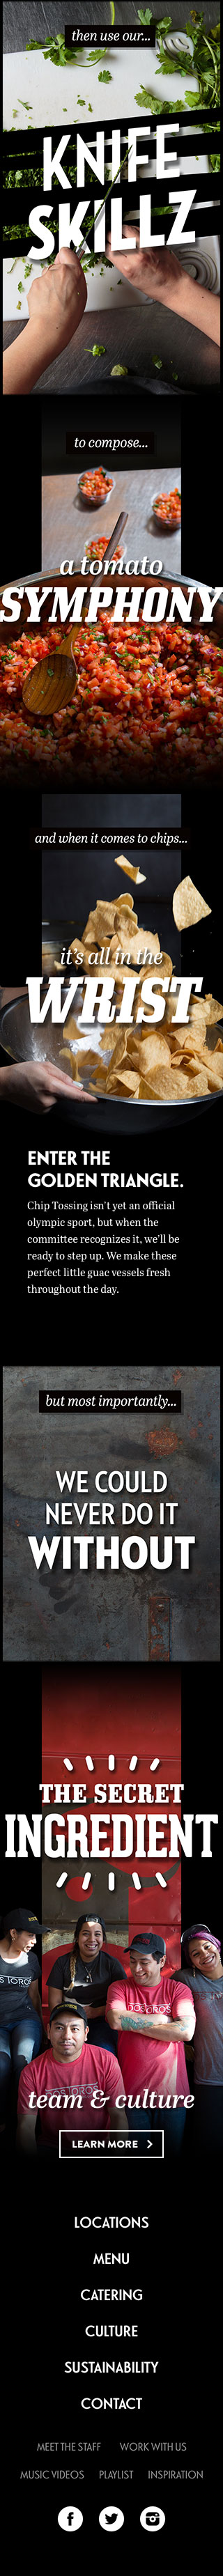 then use our...
KNIFE
SKILLZ
to compose...
a tomato
SYMPHONY
and when it comes to chips...
it's all in the
WRIST
ENTER THE
GOLDEN TRIANGLE.
Chip Tossing isn't yet an official
olympic sport, but when the
committee recognizes it, we'll be
ready to step up. We make these
perfect little guac vessels fresh
throughout the day.
but most importantly...
WE COULD
NEVER DO IT
WITHOUT
THE SECRET
INGREDIENT
DOS TOROS
team & culture
LEARN MORE
LOCATIONS
MENU
CATERING
CULTURE
SUSTAINABILITY
CONTACT
MEET THE STAFF WORK WITH US
MUSIC VIDEOS PLAYLIST INSPIRATION